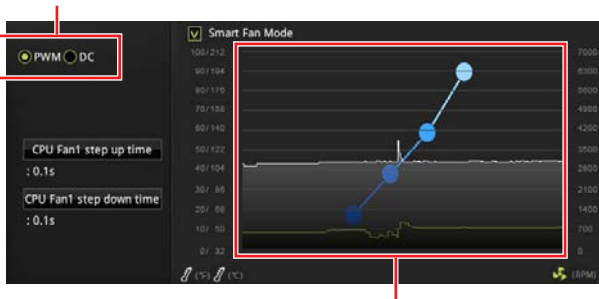 PWM DC
Smart Fan Mode
100/212
90/194
80/176
70/158
60/140
50/122
40/104
30/ 86
20/ 68
10/ 50
0/ 32
7000
6300
5600
4900
4200
3500
2800
2100
1400
700
0
CPU Fan1 step up time
: 0.1s
CPU Fan1 step down time
: 0.1s
(°F) (°C)
(RPM)